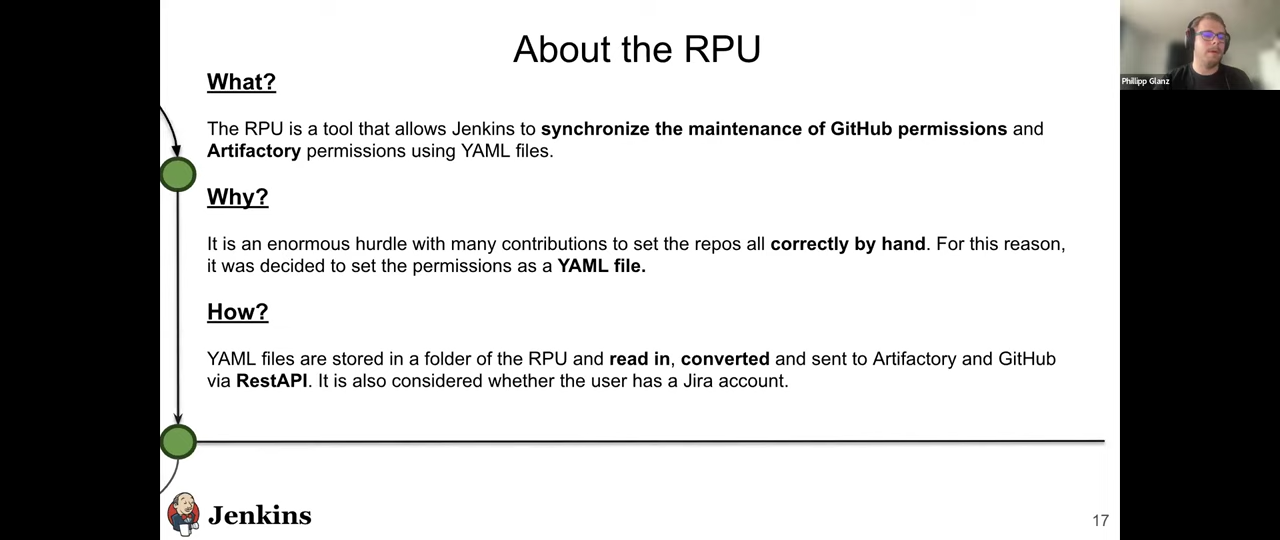 About the RPU
What?
The RPU is a tool that allows Jenkins to synchronize the maintenance of GitHub permissions and
Artifactory permissions using YAML files.
Why?
It is an enormous hurdle with many contributions to set the repos all correctly by hand. For this reason,
it was decided to set the permissions as a YAML file.
How?
YAML files are stored in a folder of the RPU and read in, converted and sent to Artifactory and GitHub
via RestAPI. It is also considered whether the user has a Jira account.
Jenkins
17
Philipp Glanz